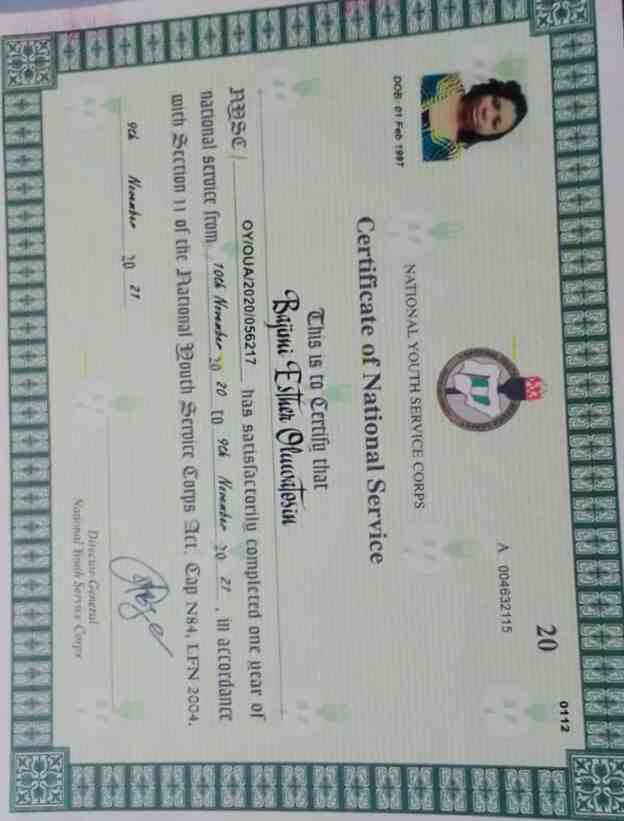 0112
20
A 004632115
DOB: 01 Feb 1997
NATIONAL YOUTH SERVICE CORPS
Certificate of National Service
This is to Certify that
Bajomi Esther Oluwatosin
NYSC/ OY/OUA/2020/056217 has satisfactorily completed one year of
national service from 10th November 20 20 to 9th November 20 21, in accordance
with Section 11 of the National Youth Service Corps Act, Cap N84, LFN 2004.
9th November 20 21
Director-General
National Youth Service Corps